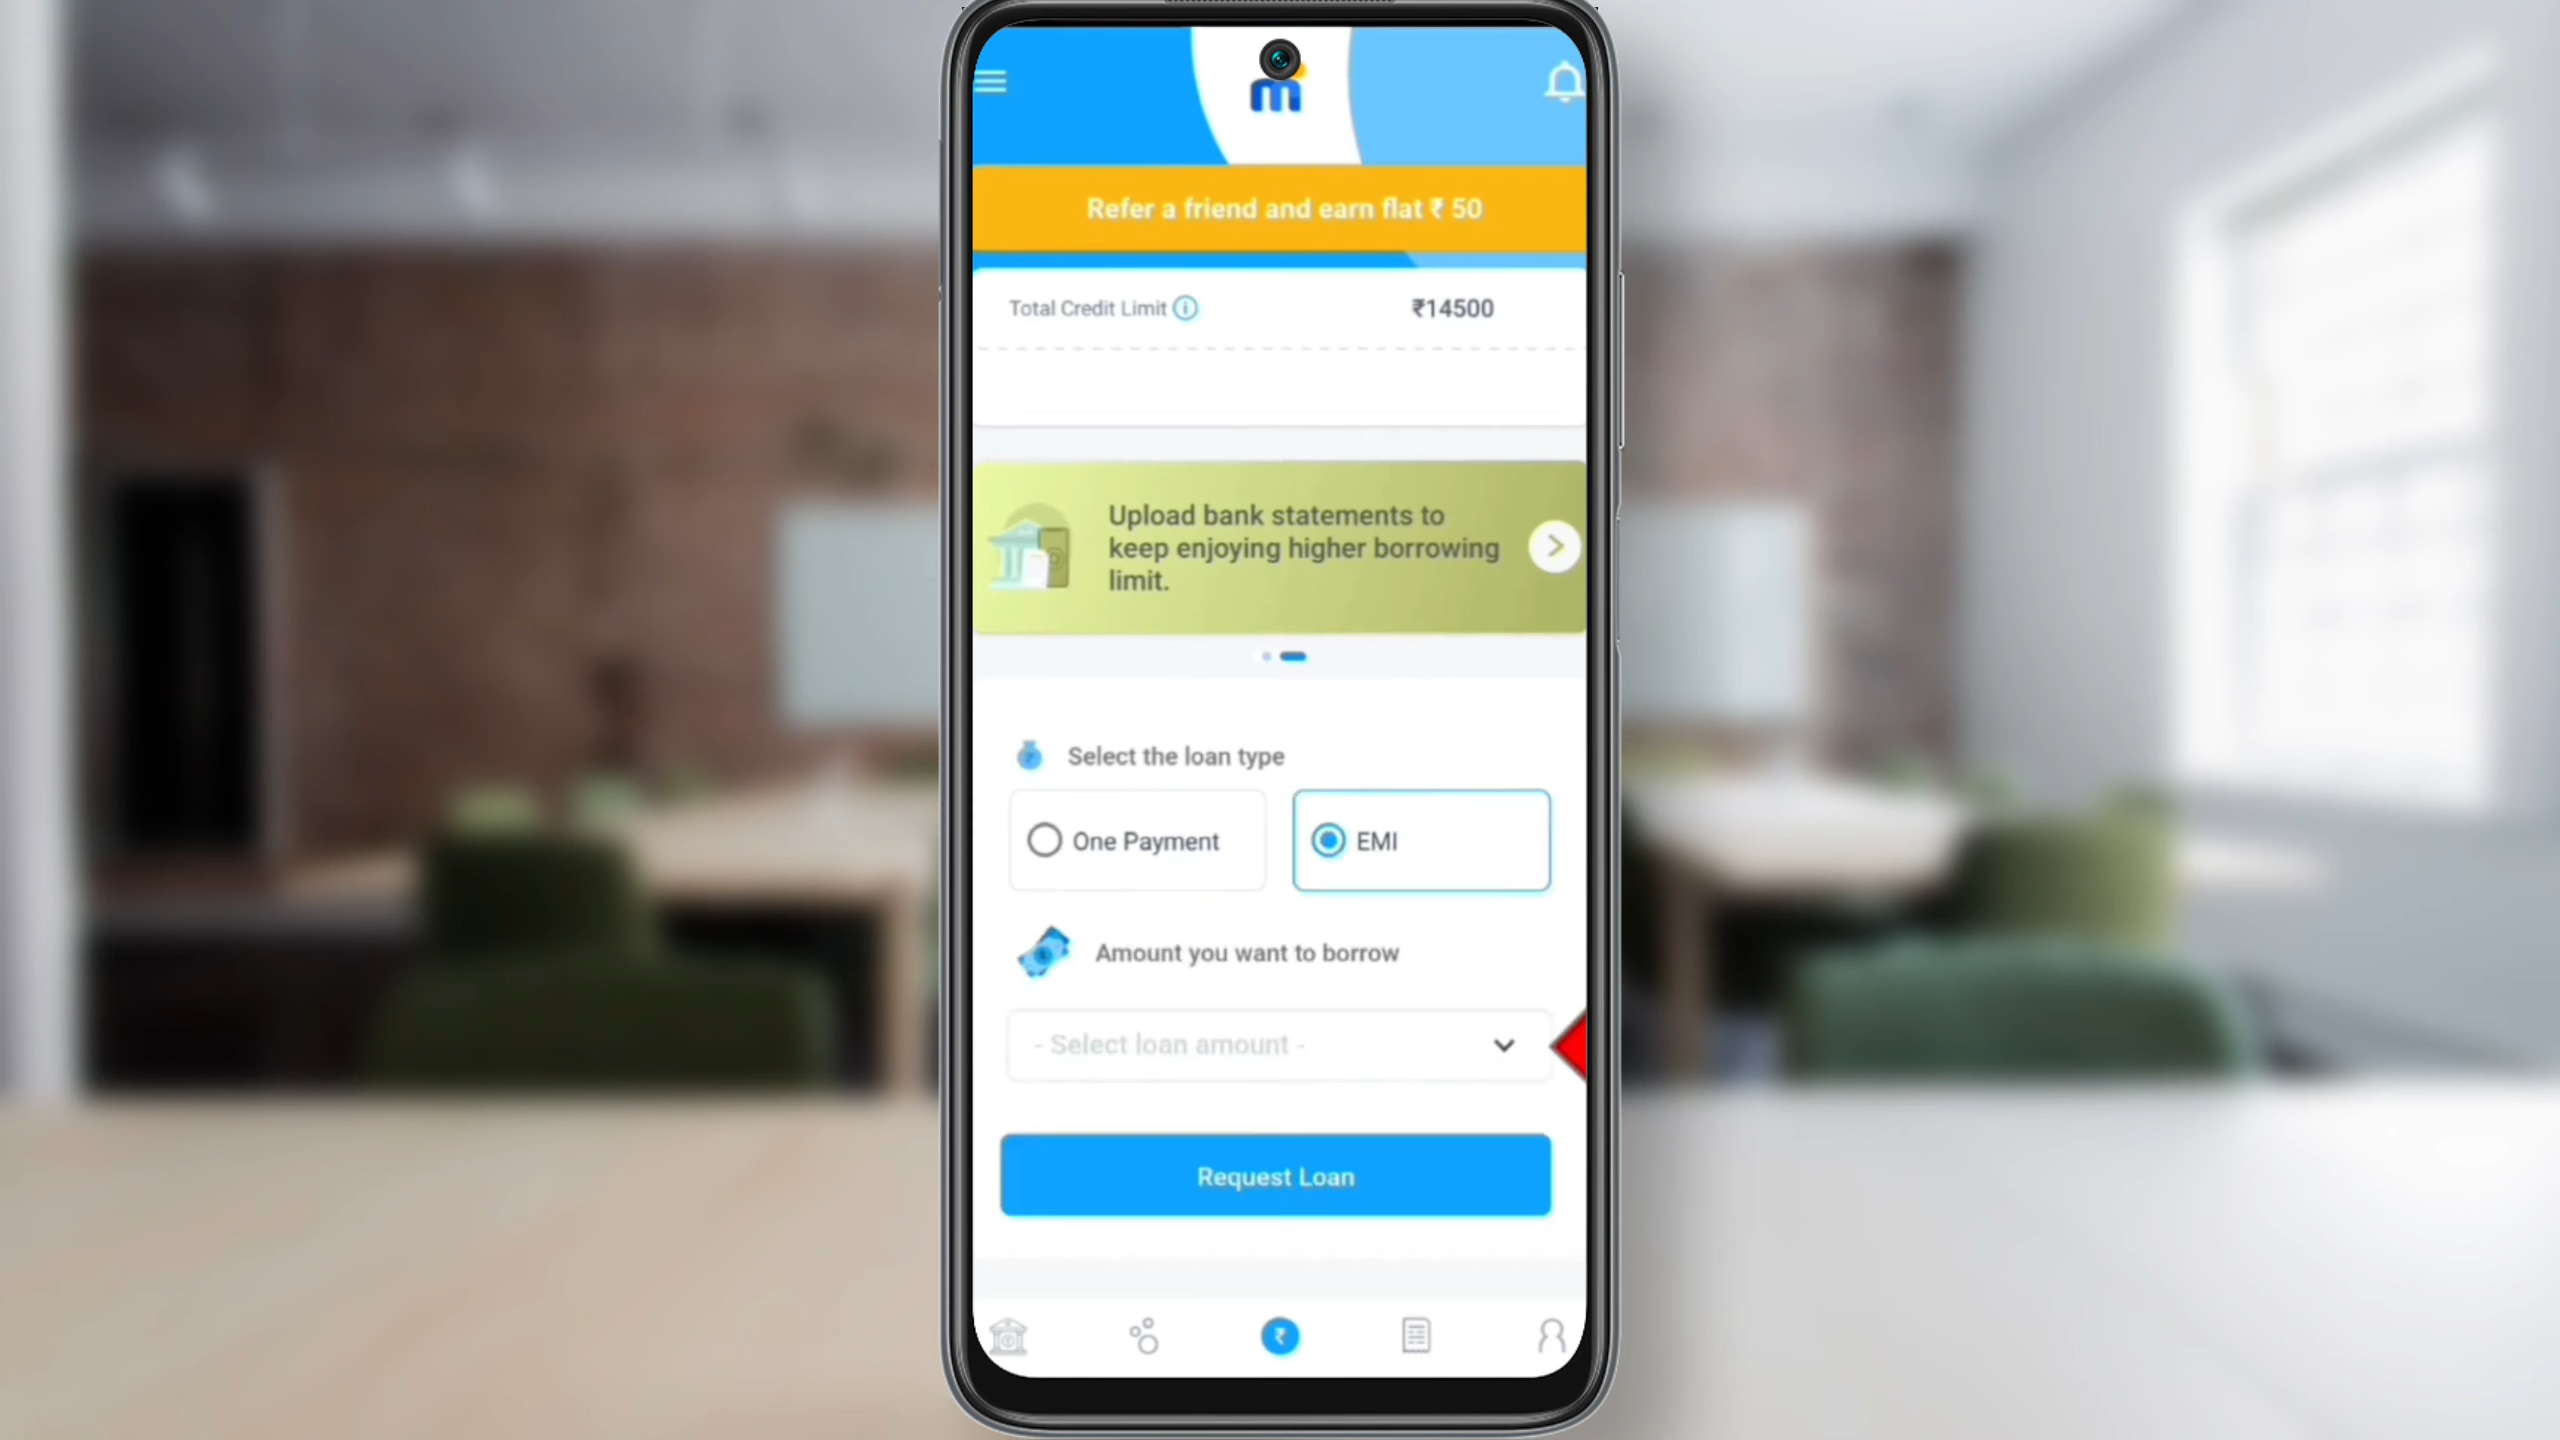 m
Refer a friend and earn flat ₹ 50
Total Credit Limit ₹14500
Upload bank statements to
keep enjoying higher borrowing
limit.
Select the loan type
One Payment
EMI
Amount you want to borrow
- Select loan amount -
Request Loan
₹